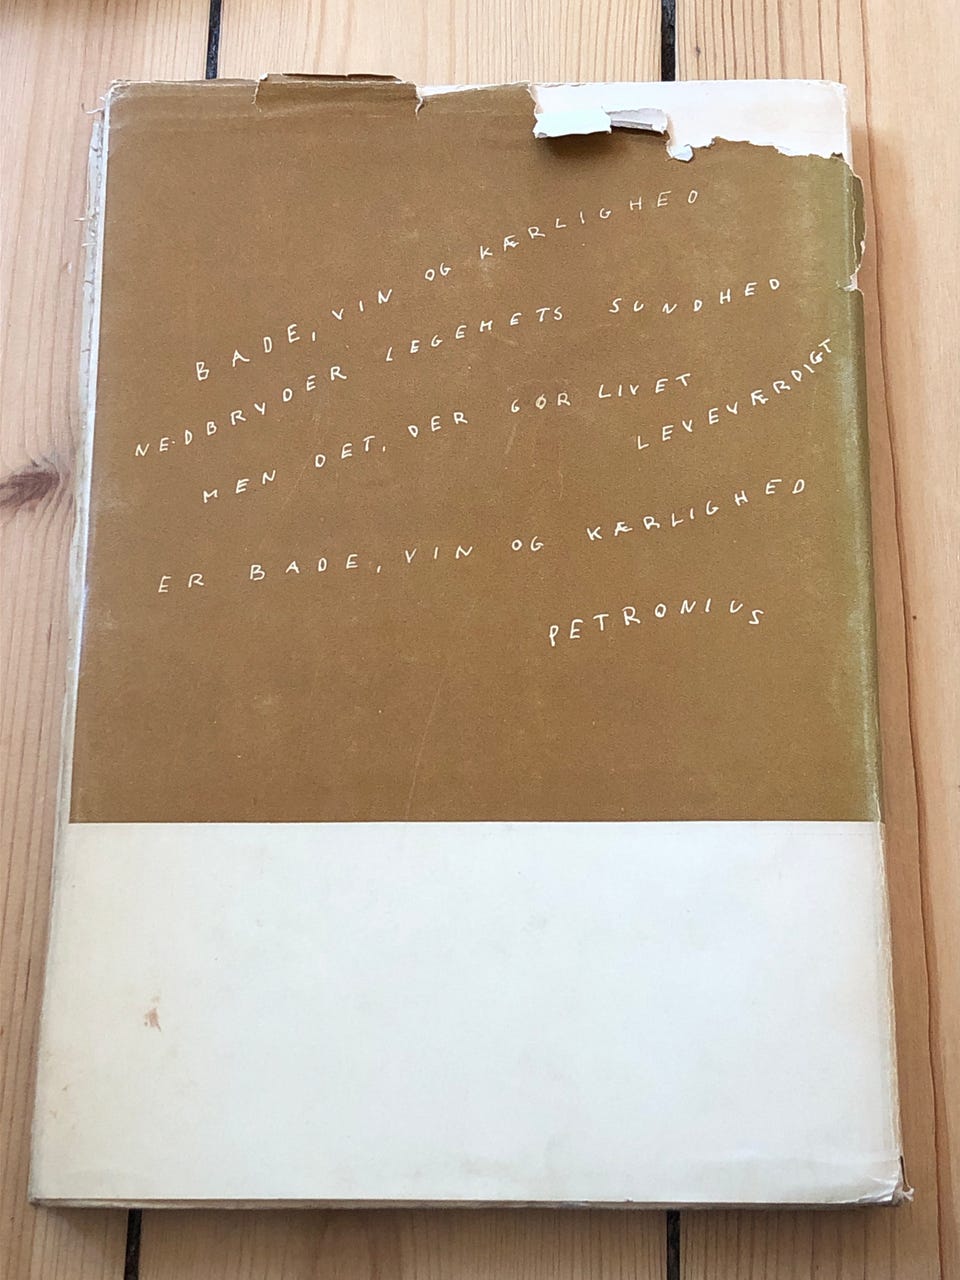 BADE, VIN OG KÆRLIGHED
NEDBRYDER LEGEMETS SUNDHED
MEN DET, DER GØR LIVET LEVEVÆRDIGT
ER BADE, VIN OG KÆRLIGHED
PETRONIUS